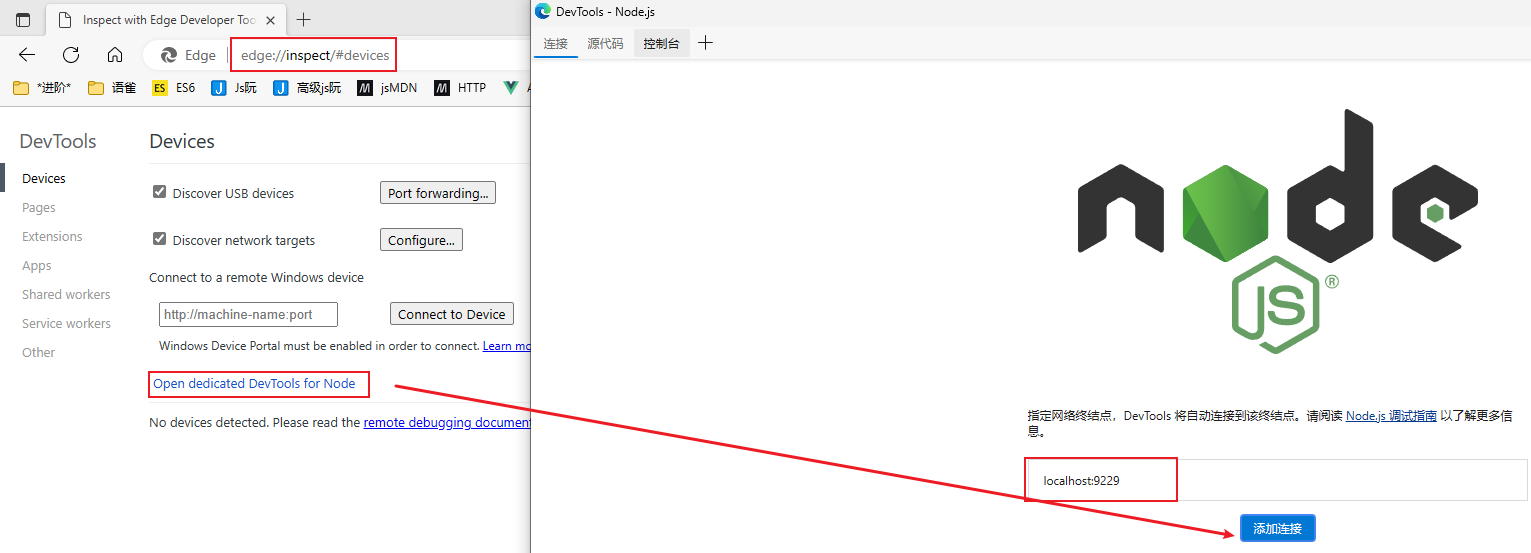 Inspect with Edge Developer Too
Edge
edge://inspect/#devices
*进阶*
语雀
ES
ES6
J
Js阮
J
高级js阮
M
jsMDN
M
HTTP
DevTools
Devices
Pages
Extensions
Apps
Shared workers
Service workers
Other
Devices
Discover USB devices
Port forwarding...
Discover network targets
Configure...
Connect to a remote Windows device
http://machine-name:port
Connect to Device
Windows Device Portal must be enabled in order to connect. Learn mo
Open dedicated DevTools for Node
No devices detected. Please read the remote debugging document
DevTools - Node.js
连接
源代码
控制台
node
JS®
指定网络终结点，DevTools 将自动连接到该终结点。请阅读 Node.js 调试指南 以了解更多信
息。
localhost:9229
添加连接